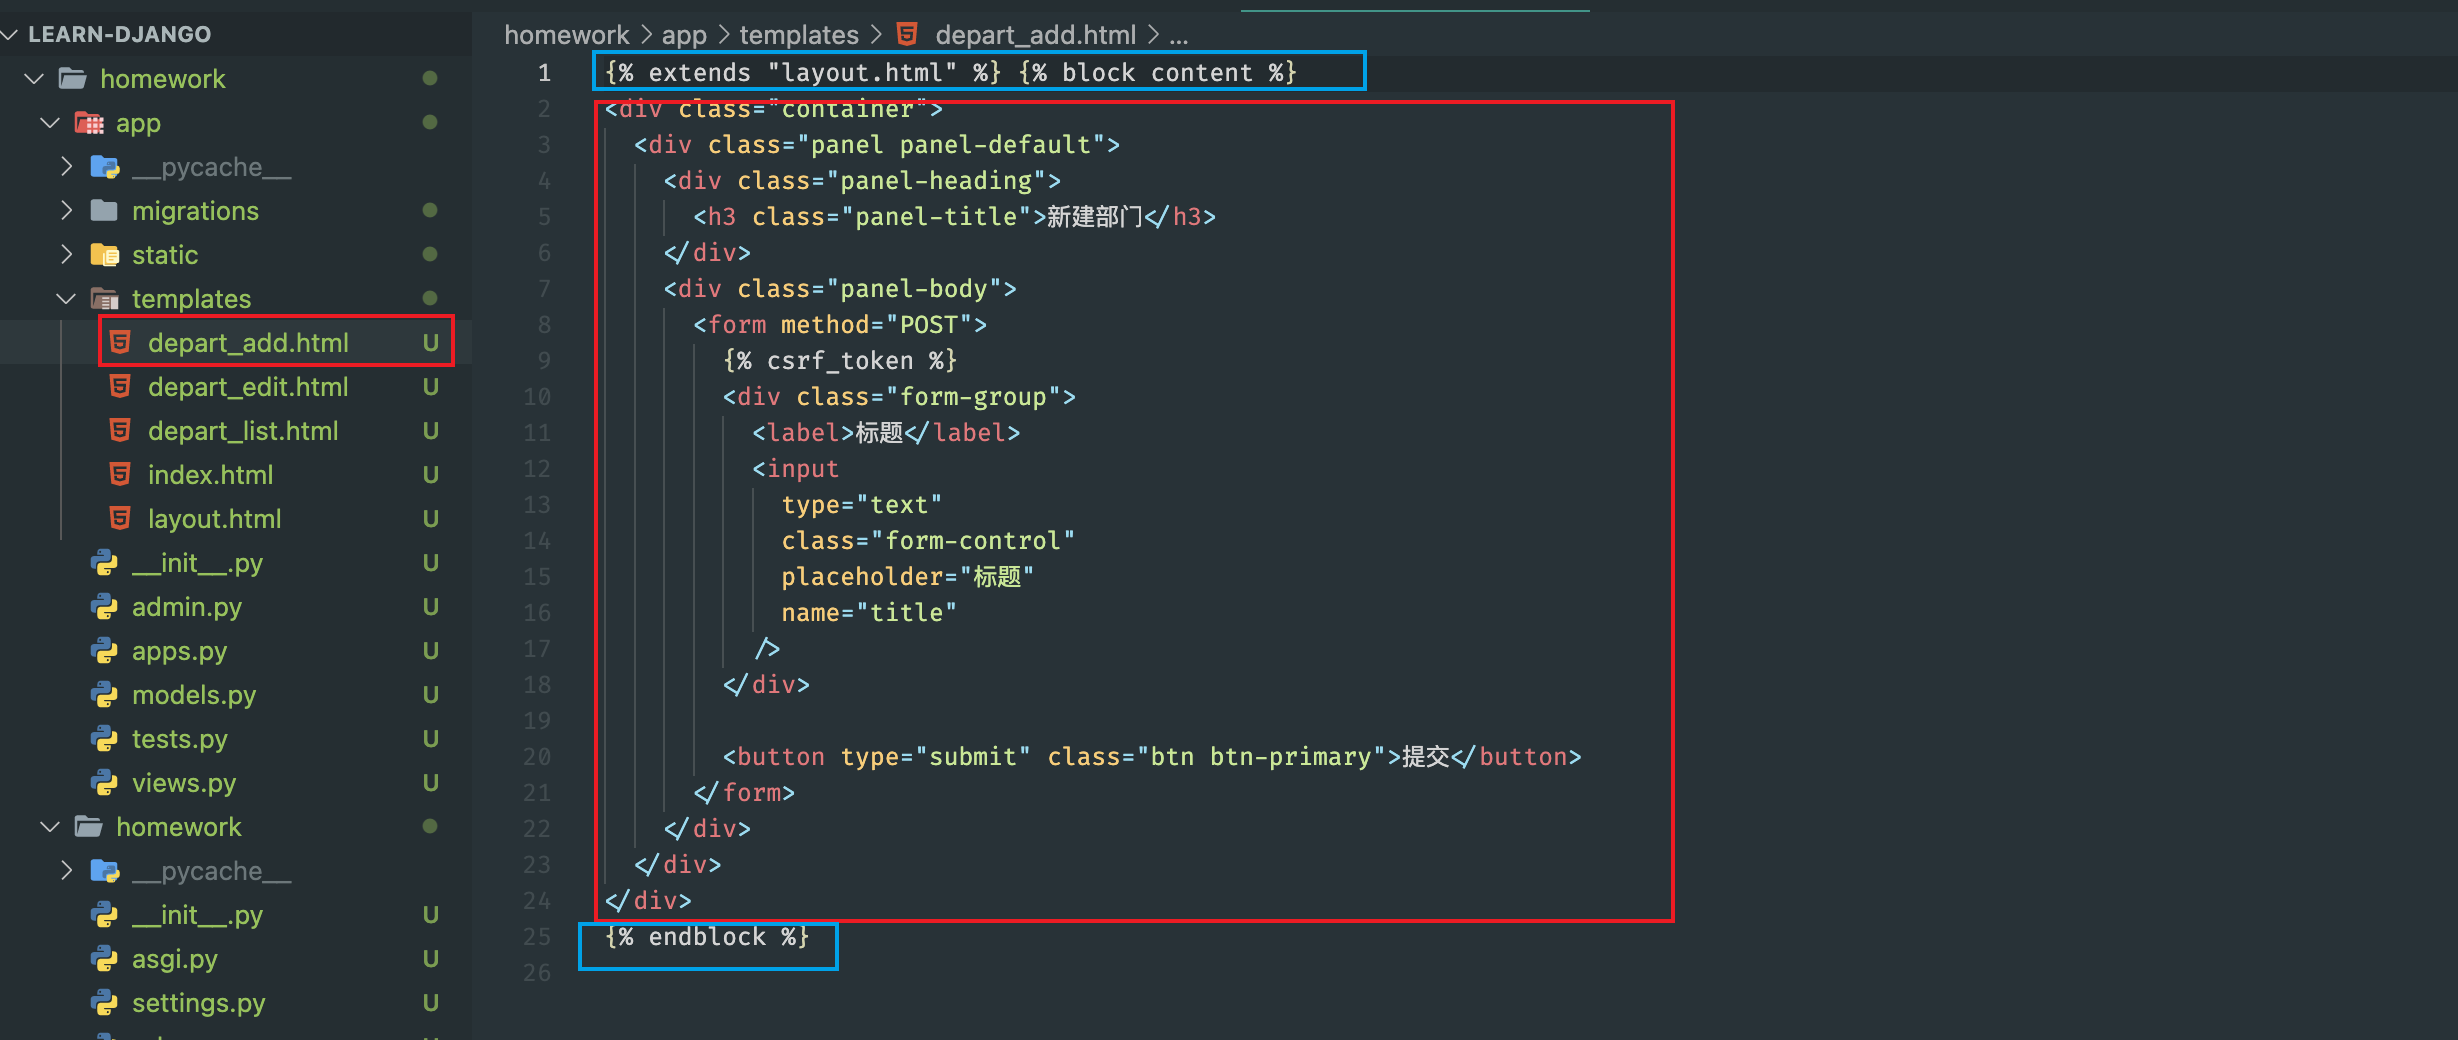 LEARN-DJANGO
homework
app
__pycache__
migrations
static
templates
depart_add.html U
depart_edit.html U
depart_list.html U
index.html U
layout.html U
__init__.py U
admin.py U
apps.py U
models.py U
tests.py U
views.py U
homework
__pycache__
__init__.py U
asgi.py U
settings.py U
homework > app > templates > depart_add.html > ...
1 {% extends "layout.html" %} {% block content %}
2 <div class="container">
3 <div class="panel panel-default">
4 <div class="panel-heading">
5 <h3 class="panel-title">新建部门</h3>
6 </div>
7 <div class="panel-body">
8 <form method="POST">
9 {% csrf_token %}
10 <div class="form-group">
11 <label>标题</label>
12 <input
13 type="text"
14 class="form-control"
15 placeholder="标题"
16 name="title"
17 />
18 </div>
19
20 <button type="submit" class="btn btn-primary">提交</button>
21 </form>
22 </div>
23 </div>
24 </div>
25 {% endblock %}
26